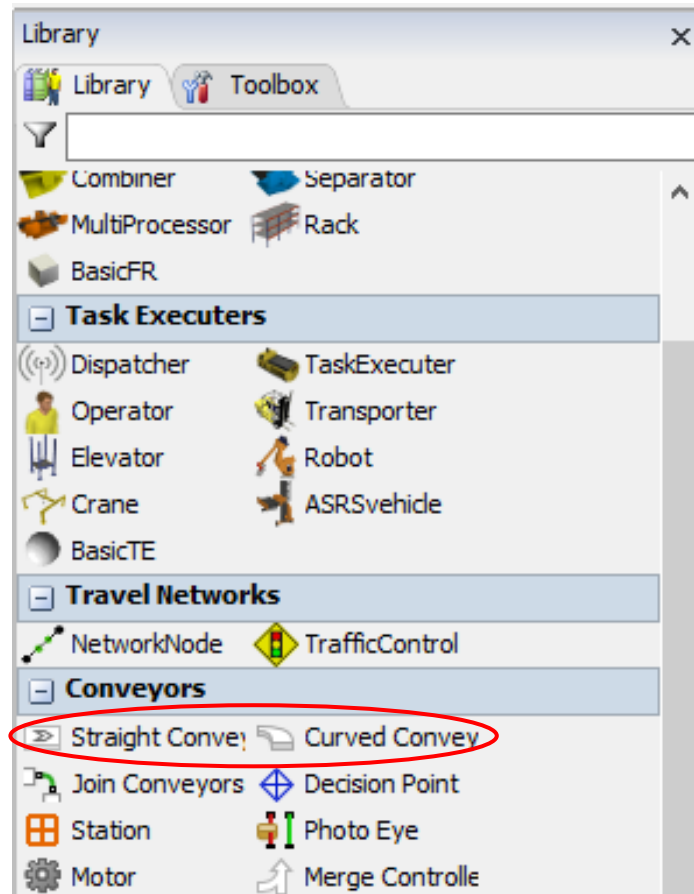 Library
Library Toolbox
Combiner Separator
MultiProcessor Rack
BasicFR
Task Executers
Dispatcher TaskExecuter
Operator Transporter
Elevator Robot
Crane ASRSvehicle
BasicTE
Travel Networks
NetworkNode TrafficControl
Conveyors
Straight Convey Curved Convey
Join Conveyors Decision Point
Station Photo Eye
Motor Merge Controlle